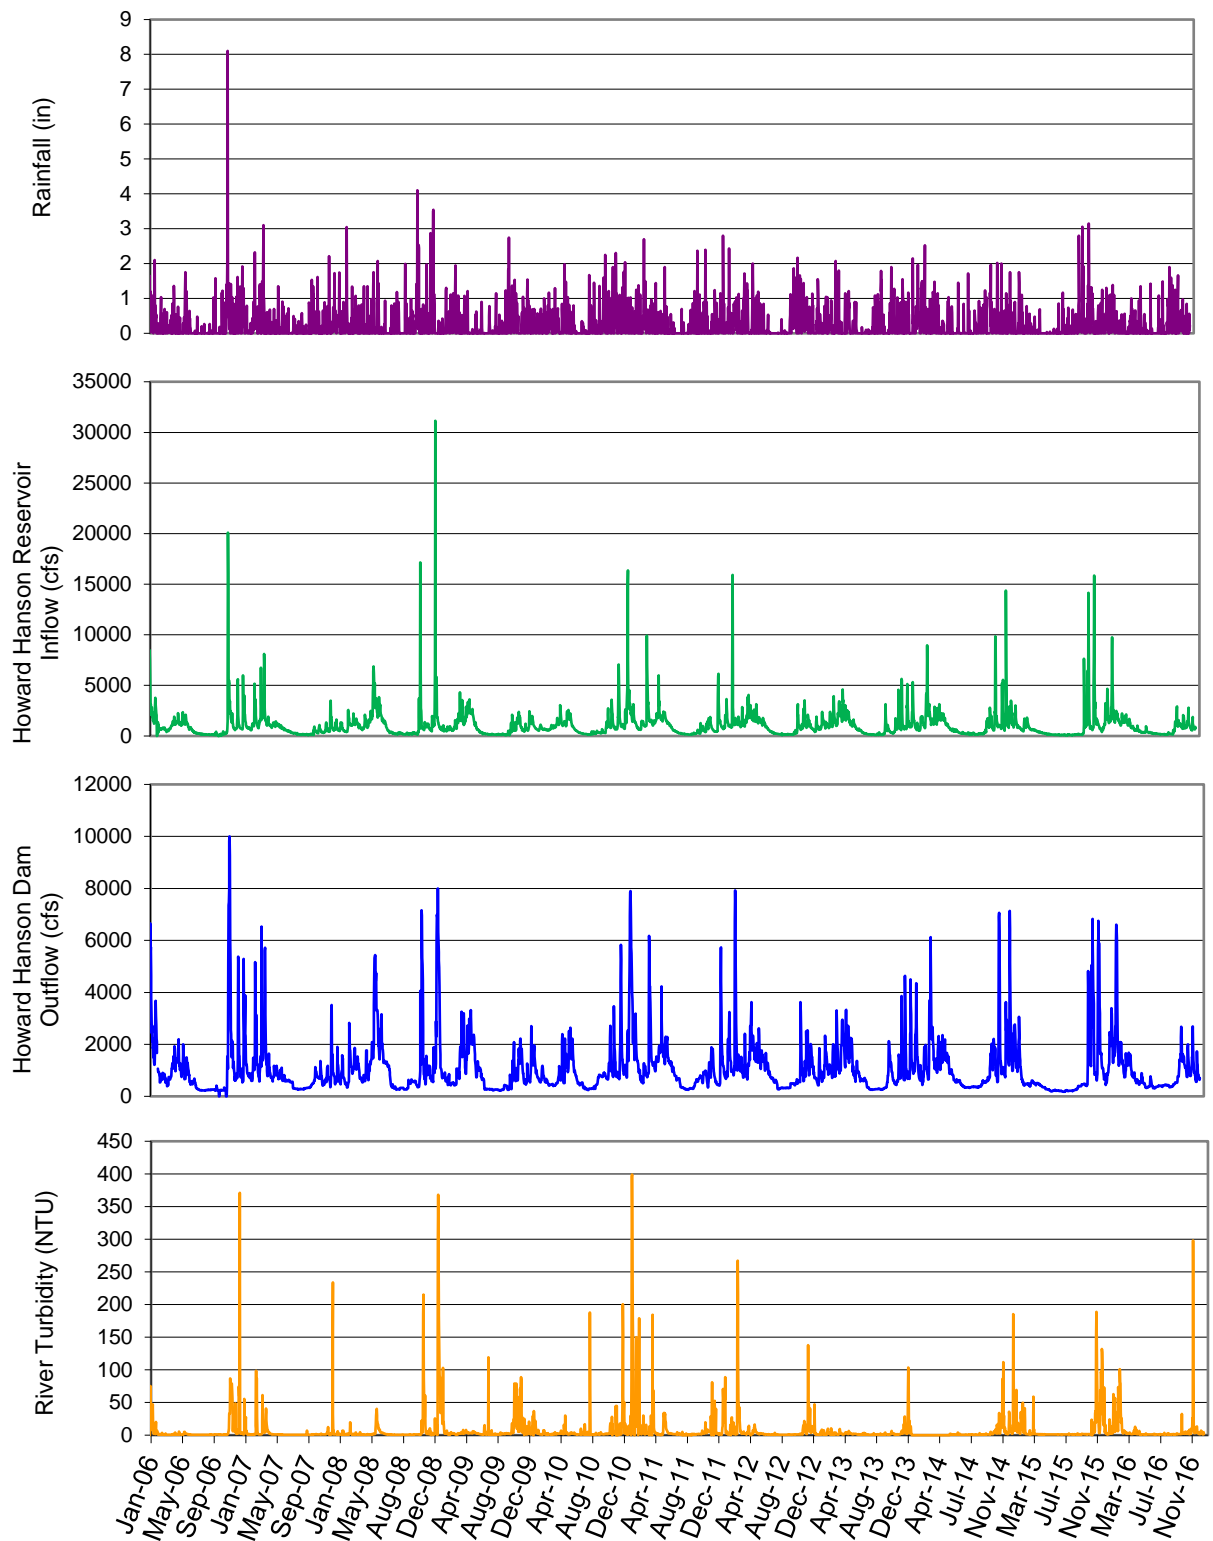 Rainfall (in)
9
8
7
6
5
4
3
2
1
0
Howard Hanson Reservoir
Inflow (cfs)
35000
30000
25000
20000
15000
10000
5000
0
Howard Hanson Dam
Outflow (cfs)
12000
10000
8000
6000
4000
2000
0
River Turbidity (NTU)
450
400
350
300
250
200
150
100
50
0
Jan-06
May-06
Sep-06
Jan-07
May-07
Sep-07
Jan-08
May-08
Aug-08
Dec-08
Apr-09
Aug-09
Dec-09
Apr-10
Aug-10
Dec-10
Apr-11
Aug-11
Dec-11
Apr-12
Aug-12
Dec-12
Apr-13
Aug-13
Dec-13
Apr-14
Jul-14
Nov-14
Mar-15
Jul-15
Nov-15
Mar-16
Jul-16
Nov-16